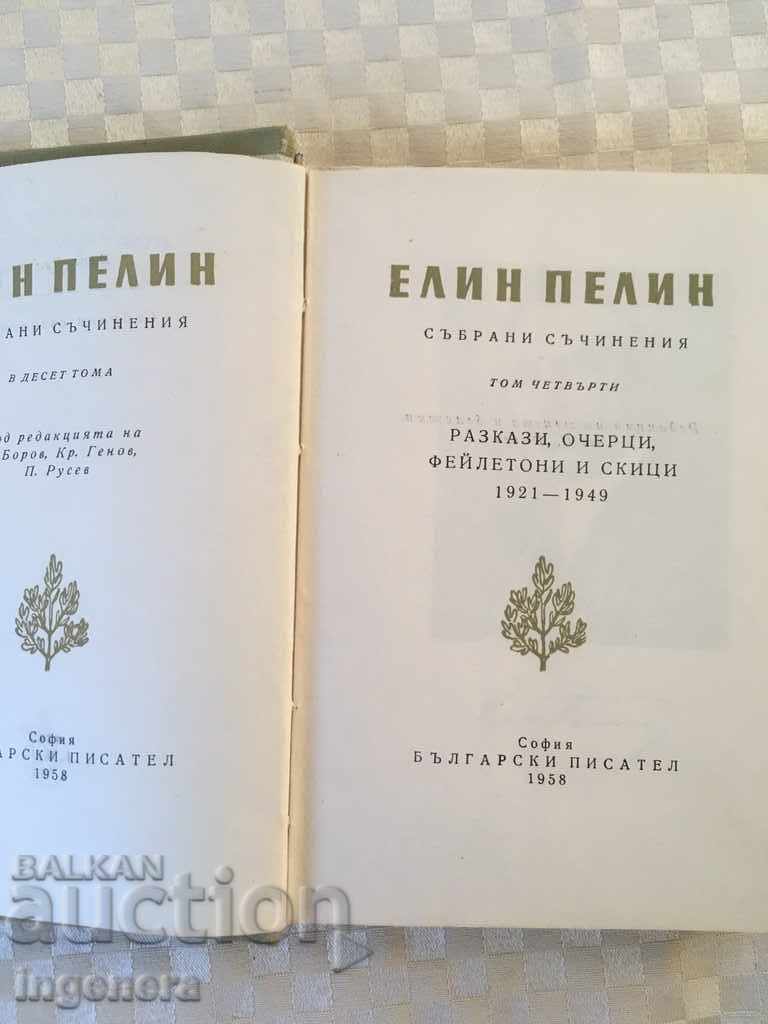 Н ПЕЛИН
АНИ СЪЧИНЕНИЯ
В ДЕСЕТ ТОМА
од редакцията на
Боров, Кр. Генов,
П. Русев
София
АРСКИ ПИСАТЕЛ
1958
ЕЛИН ПЕЛИН
СЪБРАНИ СЪЧИНЕНИЯ
ТОМ ЧЕТВЪРТИ
РАЗКАЗИ, ОЧЕРЦИ,
ФЕЙЛЕТОНИ И СКИЦИ
1921—1949
София
БЪЛГАРСКИ ПИСАТЕЛ
1958
BALKAN
auction
ingenera